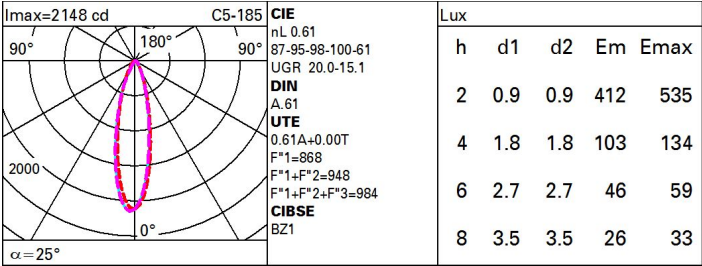 Imax=2148 cd C5-185
90° 180° 90°
2000
0°
α=25°
CIE
nL 0.61
87-95-98-100-61
UGR 20.0-15.1
DIN
A.61
UTE
0.61A+0.00T
F"1=868
F"1+F"2=948
F"1+F"2+F"3=984
CIBSE
BZ1
Lux
h d1 d2 Em Emax
2 0.9 0.9 412 535
4 1.8 1.8 103 134
6 2.7 2.7 46 59
8 3.5 3.5 26 33